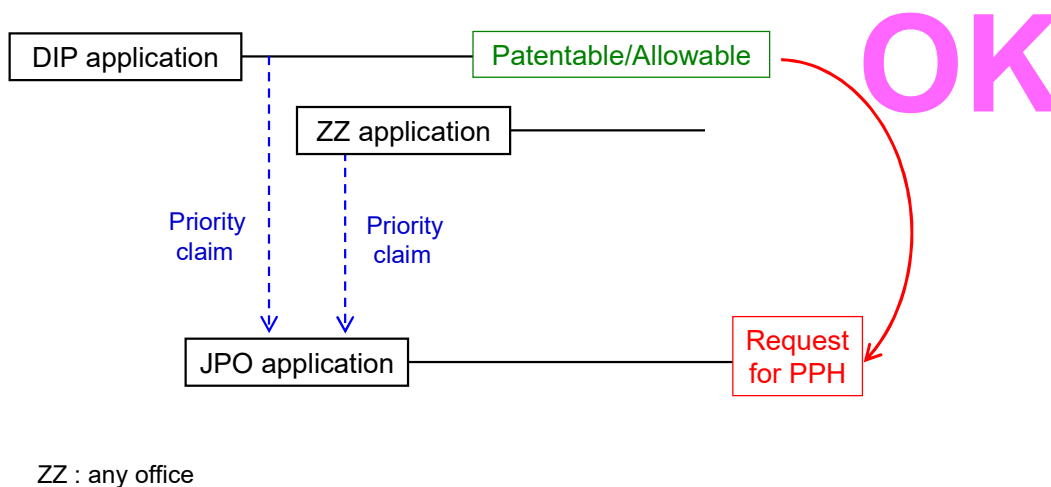 OK
DIP application
Patentable/Allowable
ZZ application
Priority
claim
Priority
claim
JPO application
Request
for PPH
ZZ : any office